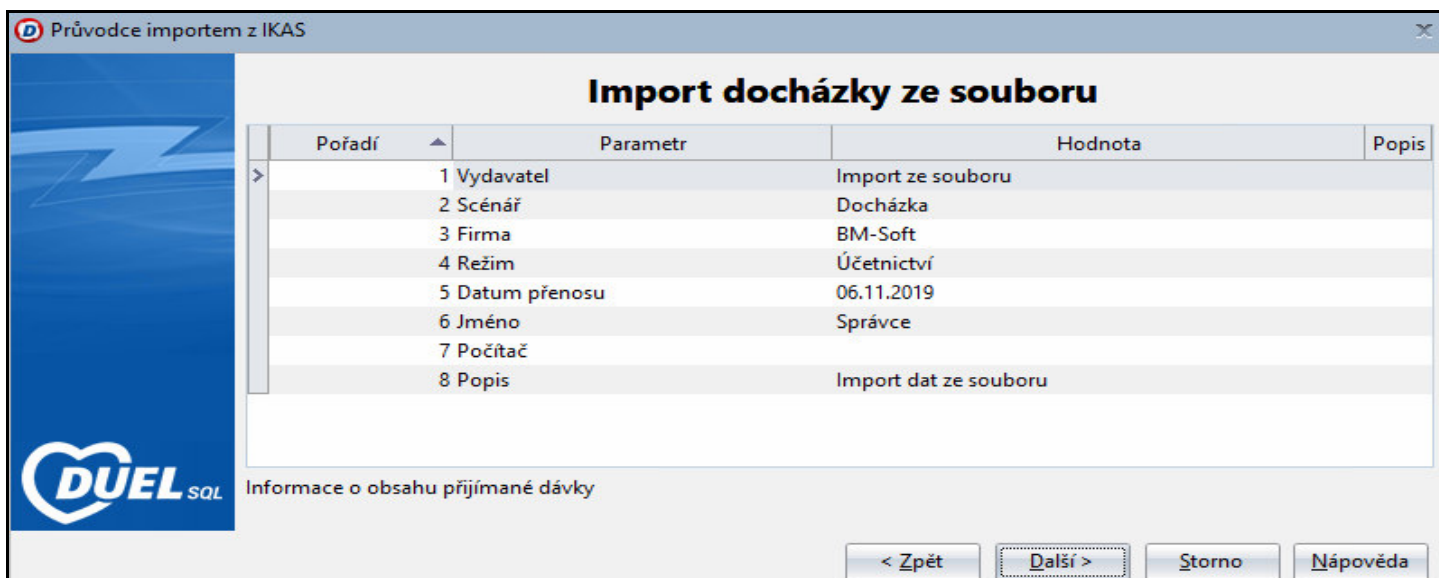 Průvodce importem z IKAS
Import docházky ze souboru
Pořadí Parametr Hodnota Popis
1 Vydavatel Import ze souboru
2 Scénář Docházka
3 Firma BM-Soft
4 Režim Účetnictví
5 Datum přenosu 06.11.2019
6 Jméno Správce
7 Počítač
8 Popis Import dat ze souboru
DUEL SQL
Informace o obsahu přijímané dávky
< Zpět Další > Storno Nápověda